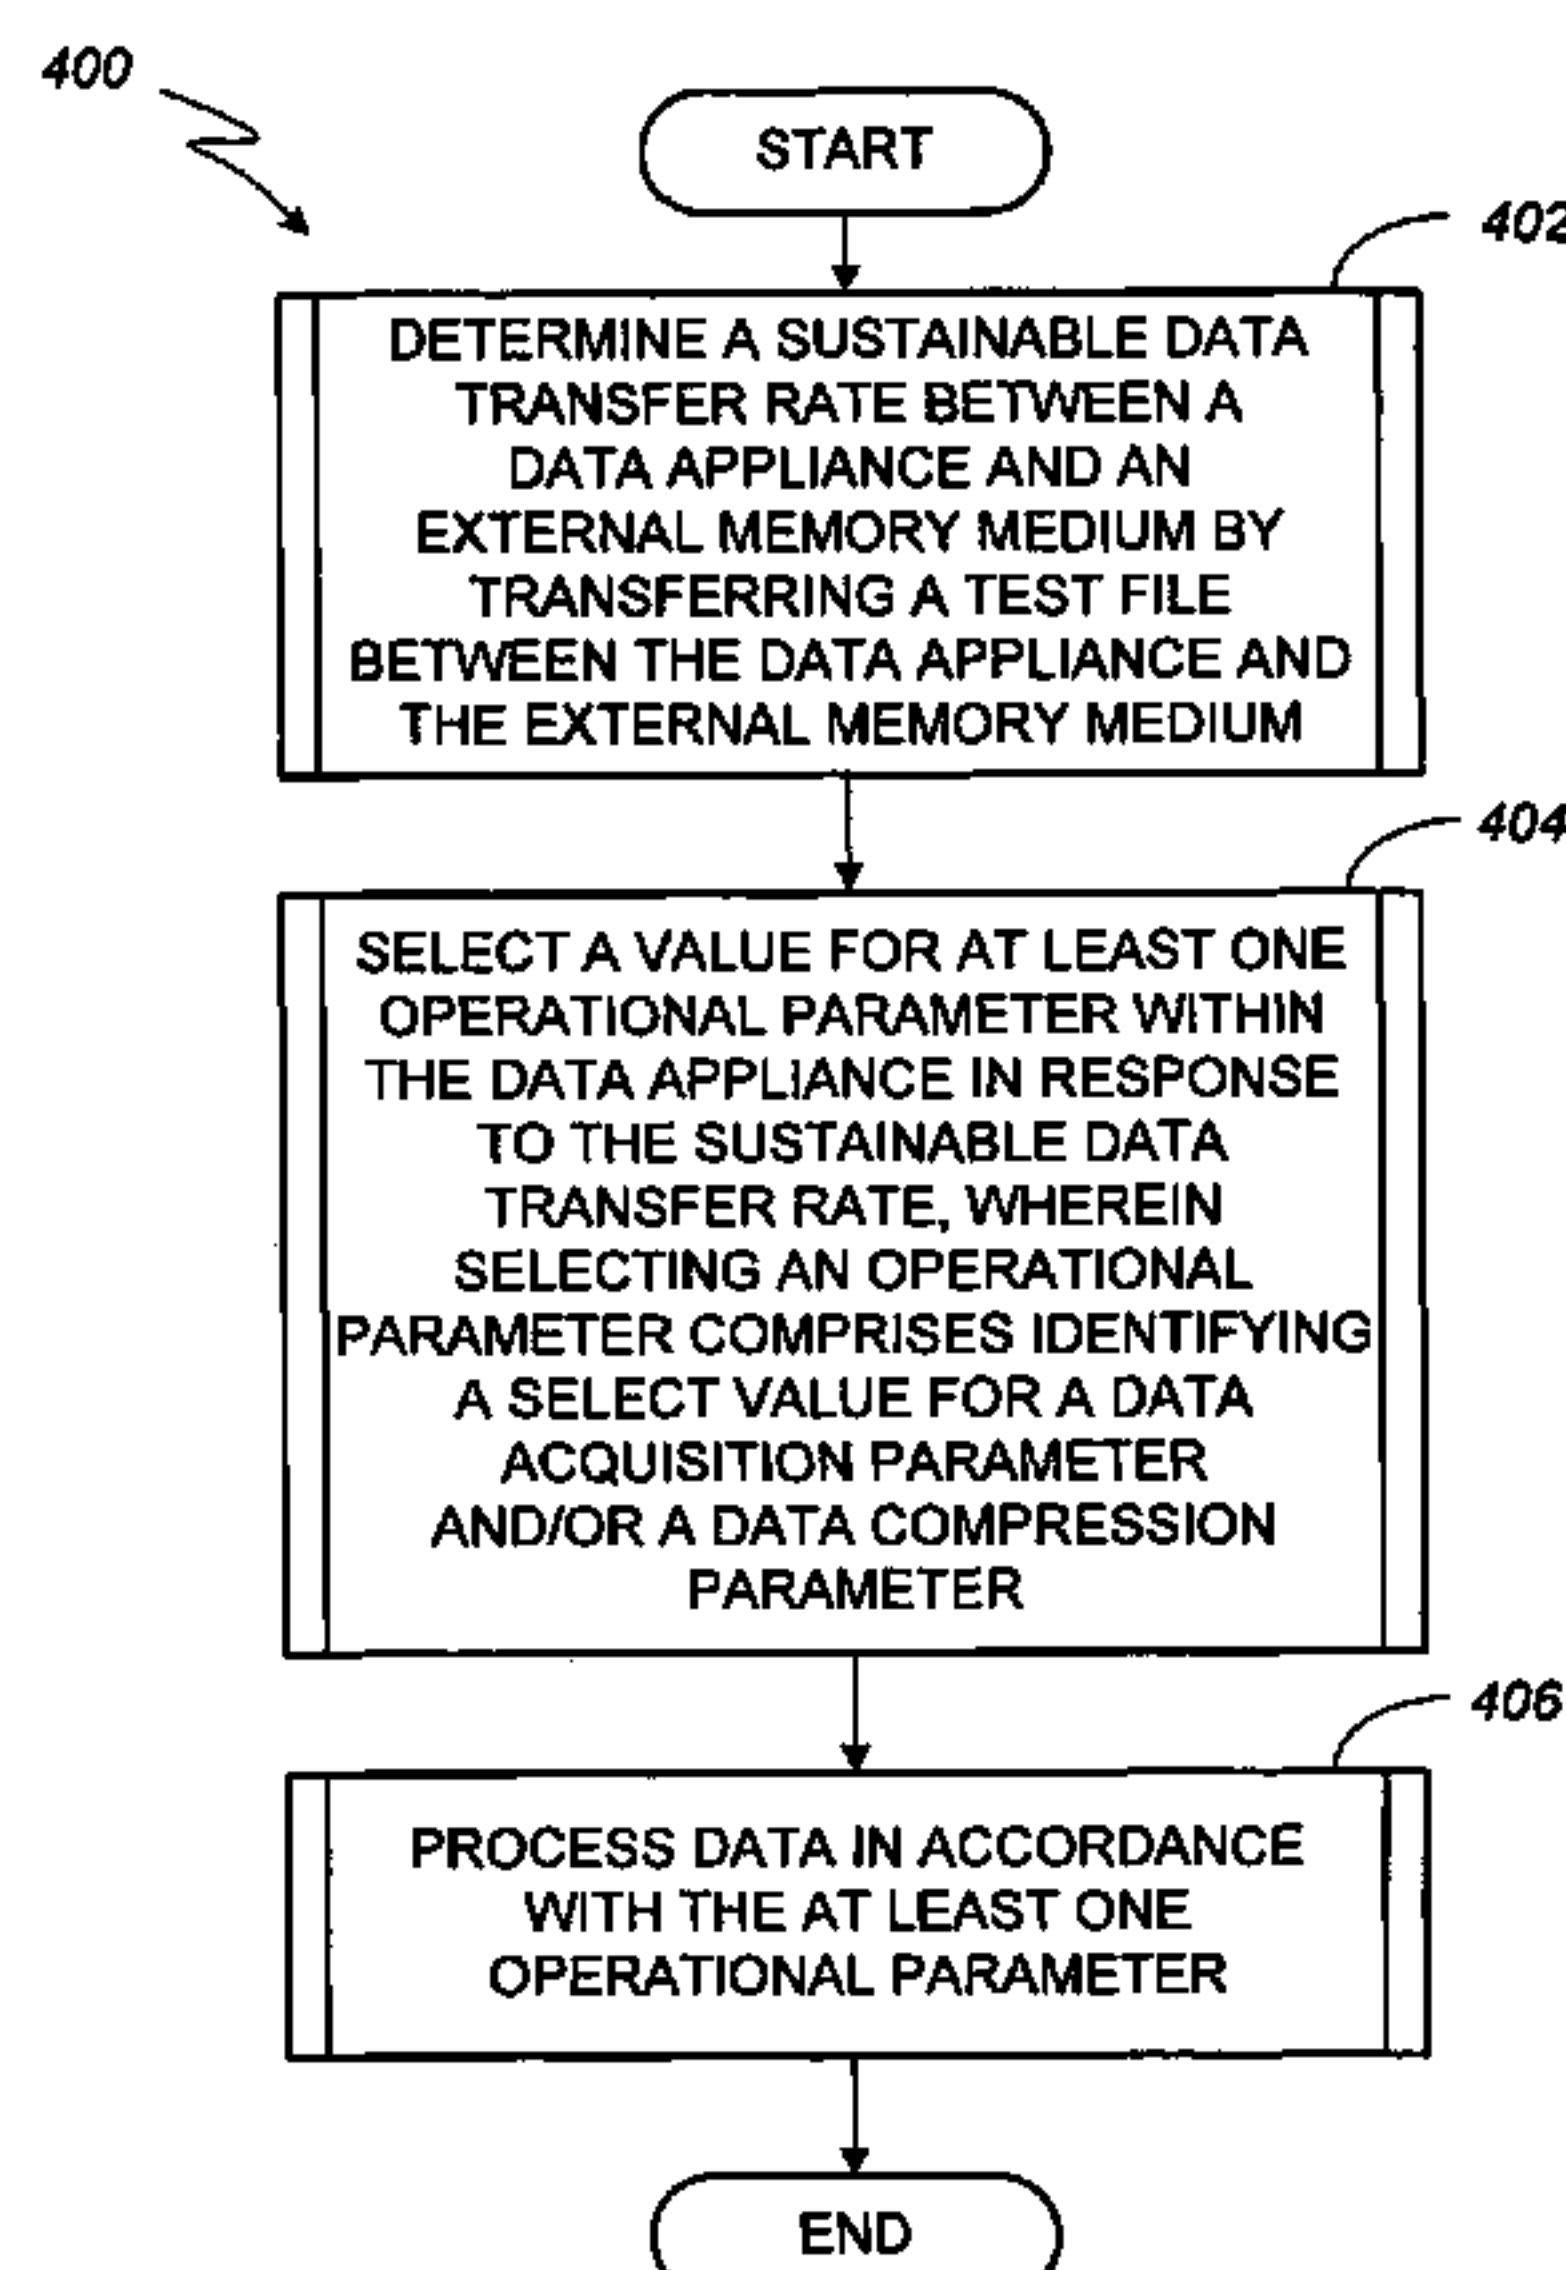 400
START
402
DETERMINE A SUSTAINABLE DATA
TRANSFER RATE BETWEEN A
DATA APPLIANCE AND AN
EXTERNAL MEMORY MEDIUM BY
TRANSFERRING A TEST FILE
BETWEEN THE DATA APPLIANCE AND
THE EXTERNAL MEMORY MEDIUM
404
SELECT A VALUE FOR AT LEAST ONE
OPERATIONAL PARAMETER WITHIN
THE DATA APPLIANCE IN RESPONSE
TO THE SUSTAINABLE DATA
TRANSFER RATE, WHEREIN
SELECTING AN OPERATIONAL
PARAMETER COMPRISES IDENTIFYING
A SELECT VALUE FOR A DATA
ACQUISITION PARAMETER
AND/OR A DATA COMPRESSION
PARAMETER
406
PROCESS DATA IN ACCORDANCE
WITH THE AT LEAST ONE
OPERATIONAL PARAMETER
END